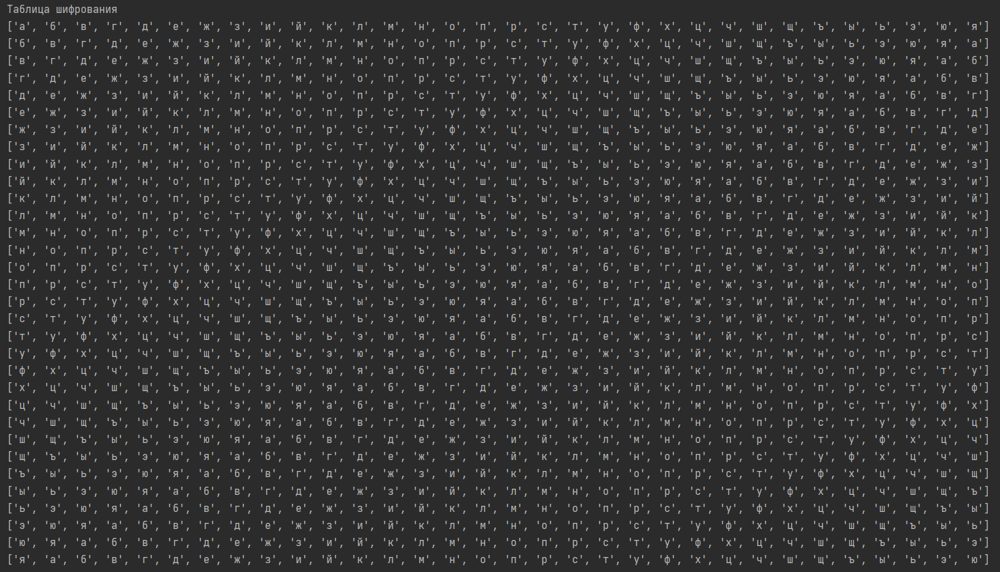 Таблица шифрования
['а', 'б', 'в', 'г', 'д', 'е', 'ж', 'з', 'и', 'й', 'к', 'л', 'м', 'н', 'о', 'п', 'р', 'с', 'т', 'у', 'ф', 'х', 'ц', 'ч', 'ш', 'щ', 'ъ', 'ы', 'ь', 'э', 'ю', 'я']
['б', 'в', 'г', 'д', 'е', 'ж', 'з', 'и', 'й', 'к', 'л', 'м', 'н', 'о', 'п', 'р', 'с', 'т', 'у', 'ф', 'х', 'ц', 'ч', 'ш', 'щ', 'ъ', 'ы', 'ь', 'э', 'ю', 'я', 'а']
['в', 'г', 'д', 'е', 'ж', 'з', 'и', 'й', 'к', 'л', 'м', 'н', 'о', 'п', 'р', 'с', 'т', 'у', 'ф', 'х', 'ц', 'ч', 'ш', 'щ', 'ъ', 'ы', 'ь', 'э', 'ю', 'я', 'а', 'б']
['г', 'д', 'е', 'ж', 'з', 'и', 'й', 'к', 'л', 'м', 'н', 'о', 'п', 'р', 'с', 'т', 'у', 'ф', 'х', 'ц', 'ч', 'ш', 'щ', 'ъ', 'ы', 'ь', 'э', 'ю', 'я', 'а', 'б', 'в']
['д', 'е', 'ж', 'з', 'и', 'й', 'к', 'л', 'м', 'н', 'о', 'п', 'р', 'с', 'т', 'у', 'ф', 'х', 'ц', 'ч', 'ш', 'щ', 'ъ', 'ы', 'ь', 'э', 'ю', 'я', 'а', 'б', 'в', 'г']
['е', 'ж', 'з', 'и', 'й', 'к', 'л', 'м', 'н', 'о', 'п', 'р', 'с', 'т', 'у', 'ф', 'х', 'ц', 'ч', 'ш', 'щ', 'ъ', 'ы', 'ь', 'э', 'ю', 'я', 'а', 'б', 'в', 'г', 'д']
['ж', 'з', 'и', 'й', 'к', 'л', 'м', 'н', 'о', 'п', 'р', 'с', 'т', 'у', 'ф', 'х', 'ц', 'ч', 'ш', 'щ', 'ъ', 'ы', 'ь', 'э', 'ю', 'я', 'а', 'б', 'в', 'г', 'д', 'е']
['з', 'и', 'й', 'к', 'л', 'м', 'н', 'о', 'п', 'р', 'с', 'т', 'у', 'ф', 'х', 'ц', 'ч', 'ш', 'щ', 'ъ', 'ы', 'ь', 'э', 'ю', 'я', 'а', 'б', 'в', 'г', 'д', 'е', 'ж']
['и', 'й', 'к', 'л', 'м', 'н', 'о', 'п', 'р', 'с', 'т', 'у', 'ф', 'х', 'ц', 'ч', 'ш', 'щ', 'ъ', 'ы', 'ь', 'э', 'ю', 'я', 'а', 'б', 'в', 'г', 'д', 'е', 'ж', 'з']
['й', 'к', 'л', 'м', 'н', 'о', 'п', 'р', 'с', 'т', 'у', 'ф', 'х', 'ц', 'ч', 'ш', 'щ', 'ъ', 'ы', 'ь', 'э', 'ю', 'я', 'а', 'б', 'в', 'г', 'д', 'е', 'ж', 'з', 'и']
['к', 'л', 'м', 'н', 'о', 'п', 'р', 'с', 'т', 'у', 'ф', 'х', 'ц', 'ч', 'ш', 'щ', 'ъ', 'ы', 'ь', 'э', 'ю', 'я', 'а', 'б', 'в', 'г', 'д', 'е', 'ж', 'з', 'и', 'й']
['л', 'м', 'н', 'о', 'п', 'р', 'с', 'т', 'у', 'ф', 'х', 'ц', 'ч', 'ш', 'щ', 'ъ', 'ы', 'ь', 'э', 'ю', 'я', 'а', 'б', 'в', 'г', 'д', 'е', 'ж', 'з', 'и', 'й', 'к']
['м', 'н', 'о', 'п', 'р', 'с', 'т', 'у', 'ф', 'х', 'ц', 'ч', 'ш', 'щ', 'ъ', 'ы', 'ь', 'э', 'ю', 'я', 'а', 'б', 'в', 'г', 'д', 'е', 'ж', 'з', 'и', 'й', 'к', 'л']
['н', 'о', 'п', 'р', 'с', 'т', 'у', 'ф', 'х', 'ц', 'ч', 'ш', 'щ', 'ъ', 'ы', 'ь', 'э', 'ю', 'я', 'а', 'б', 'в', 'г', 'д', 'е', 'ж', 'з', 'и', 'й', 'к', 'л', 'м']
['о', 'п', 'р', 'с', 'т', 'у', 'ф', 'х', 'ц', 'ч', 'ш', 'щ', 'ъ', 'ы', 'ь', 'э', 'ю', 'я', 'а', 'б', 'в', 'г', 'д', 'е', 'ж', 'з', 'и', 'й', 'к', 'л', 'м', 'н']
['п', 'р', 'с', 'т', 'у', 'ф', 'х', 'ц', 'ч', 'ш', 'щ', 'ъ', 'ы', 'ь', 'э', 'ю', 'я', 'а', 'б', 'в', 'г', 'д', 'е', 'ж', 'з', 'и', 'й', 'к', 'л', 'м', 'н', 'о']
['р', 'с', 'т', 'у', 'ф', 'х', 'ц', 'ч', 'ш', 'щ', 'ъ', 'ы', 'ь', 'э', 'ю', 'я', 'а', 'б', 'в', 'г', 'д', 'е', 'ж', 'з', 'и', 'й', 'к', 'л', 'м', 'н', 'о', 'п']
['с', 'т', 'у', 'ф', 'х', 'ц', 'ч', 'ш', 'щ', 'ъ', 'ы', 'ь', 'э', 'ю', 'я', 'а', 'б', 'в', 'г', 'д', 'е', 'ж', 'з', 'и', 'й', 'к', 'л', 'м', 'н', 'о', 'п', 'р']
['т', 'у', 'ф', 'х', 'ц', 'ч', 'ш', 'щ', 'ъ', 'ы', 'ь', 'э', 'ю', 'я', 'а', 'б', 'в', 'г', 'д', 'е', 'ж', 'з', 'и', 'й', 'к', 'л', 'м', 'н', 'о', 'п', 'р', 'с']
['у', 'ф', 'х', 'ц', 'ч', 'ш', 'щ', 'ъ', 'ы', 'ь', 'э', 'ю', 'я', 'а', 'б', 'в', 'г', 'д', 'е', 'ж', 'з', 'и', 'й', 'к', 'л', 'м', 'н', 'о', 'п', 'р', 'с', 'т']
['ф', 'х', 'ц', 'ч', 'ш', 'щ', 'ъ', 'ы', 'ь', 'э', 'ю', 'я', 'а', 'б', 'в', 'г', 'д', 'е', 'ж', 'з', 'и', 'й', 'к', 'л', 'м', 'н', 'о', 'п', 'р', 'с', 'т', 'у']
['х', 'ц', 'ч', 'ш', 'щ', 'ъ', 'ы', 'ь', 'э', 'ю', 'я', 'а', 'б', 'в', 'г', 'д', 'е', 'ж', 'з', 'и', 'й', 'к', 'л', 'м', 'н', 'о', 'п', 'р', 'с', 'т', 'у', 'ф']
['ц', 'ч', 'ш', 'щ', 'ъ', 'ы', 'ь', 'э', 'ю', 'я', 'а', 'б', 'в', 'г', 'д', 'е', 'ж', 'з', 'и', 'й', 'к', 'л', 'м', 'н', 'о', 'п', 'р', 'с', 'т', 'у', 'ф', 'х']
['ч', 'ш', 'щ', 'ъ', 'ы', 'ь', 'э', 'ю', 'я', 'а', 'б', 'в', 'г', 'д', 'е', 'ж', 'з', 'и', 'й', 'к', 'л', 'м', 'н', 'о', 'п', 'р', 'с', 'т', 'у', 'ф', 'х', 'ц']
['ш', 'щ', 'ъ', 'ы', 'ь', 'э', 'ю', 'я', 'а', 'б', 'в', 'г', 'д', 'е', 'ж', 'з', 'и', 'й', 'к', 'л', 'м', 'н', 'о', 'п', 'р', 'с', 'т', 'у', 'ф', 'х', 'ц', 'ч']
['щ', 'ъ', 'ы', 'ь', 'э', 'ю', 'я', 'а', 'б', 'в', 'г', 'д', 'е', 'ж', 'з', 'и', 'й', 'к', 'л', 'м', 'н', 'о', 'п', 'р', 'с', 'т', 'у', 'ф', 'х', 'ц', 'ч', 'ш']
['ъ', 'ы', 'ь', 'э', 'ю', 'я', 'а', 'б', 'в', 'г', 'д', 'е', 'ж', 'з', 'и', 'й', 'к', 'л', 'м', 'н', 'о', 'п', 'р', 'с', 'т', 'у', 'ф', 'х', 'ц', 'ч', 'ш', 'щ']
['ы', 'ь', 'э', 'ю', 'я', 'а', 'б', 'в', 'г', 'д', 'е', 'ж', 'з', 'и', 'й', 'к', 'л', 'м', 'н', 'о', 'п', 'р', 'с', 'т', 'у', 'ф', 'х', 'ц', 'ч', 'ш', 'щ', 'ъ']
['ь', 'э', 'ю', 'я', 'а', 'б', 'в', 'г', 'д', 'е', 'ж', 'з', 'и', 'й', 'к', 'л', 'м', 'н', 'о', 'п', 'р', 'с', 'т', 'у', 'ф', 'х', 'ц', 'ч', 'ш', 'щ', 'ъ', 'ы']
['э', 'ю', 'я', 'а', 'б', 'в', 'г', 'д', 'е', 'ж', 'з', 'и', 'й', 'к', 'л', 'м', 'н', 'о', 'п', 'р', 'с', 'т', 'у', 'ф', 'х', 'ц', 'ч', 'ш', 'щ', 'ъ', 'ы', 'ь']
['ю', 'я', 'а', 'б', 'в', 'г', 'д', 'е', 'ж', 'з', 'и', 'й', 'к', 'л', 'м', 'н', 'о', 'п', 'р', 'с', 'т', 'у', 'ф', 'х', 'ц', 'ч', 'ш', 'щ', 'ъ', 'ы', 'ь', 'э']
['я', 'а', 'б', 'в', 'г', 'д', 'е', 'ж', 'з', 'и', 'й', 'к', 'л', 'м', 'н', 'о', 'п', 'р', 'с', 'т', 'у', 'ф', 'х', 'ц', 'ч', 'ш', 'щ', 'ъ', 'ы', 'ь', 'э', 'ю']